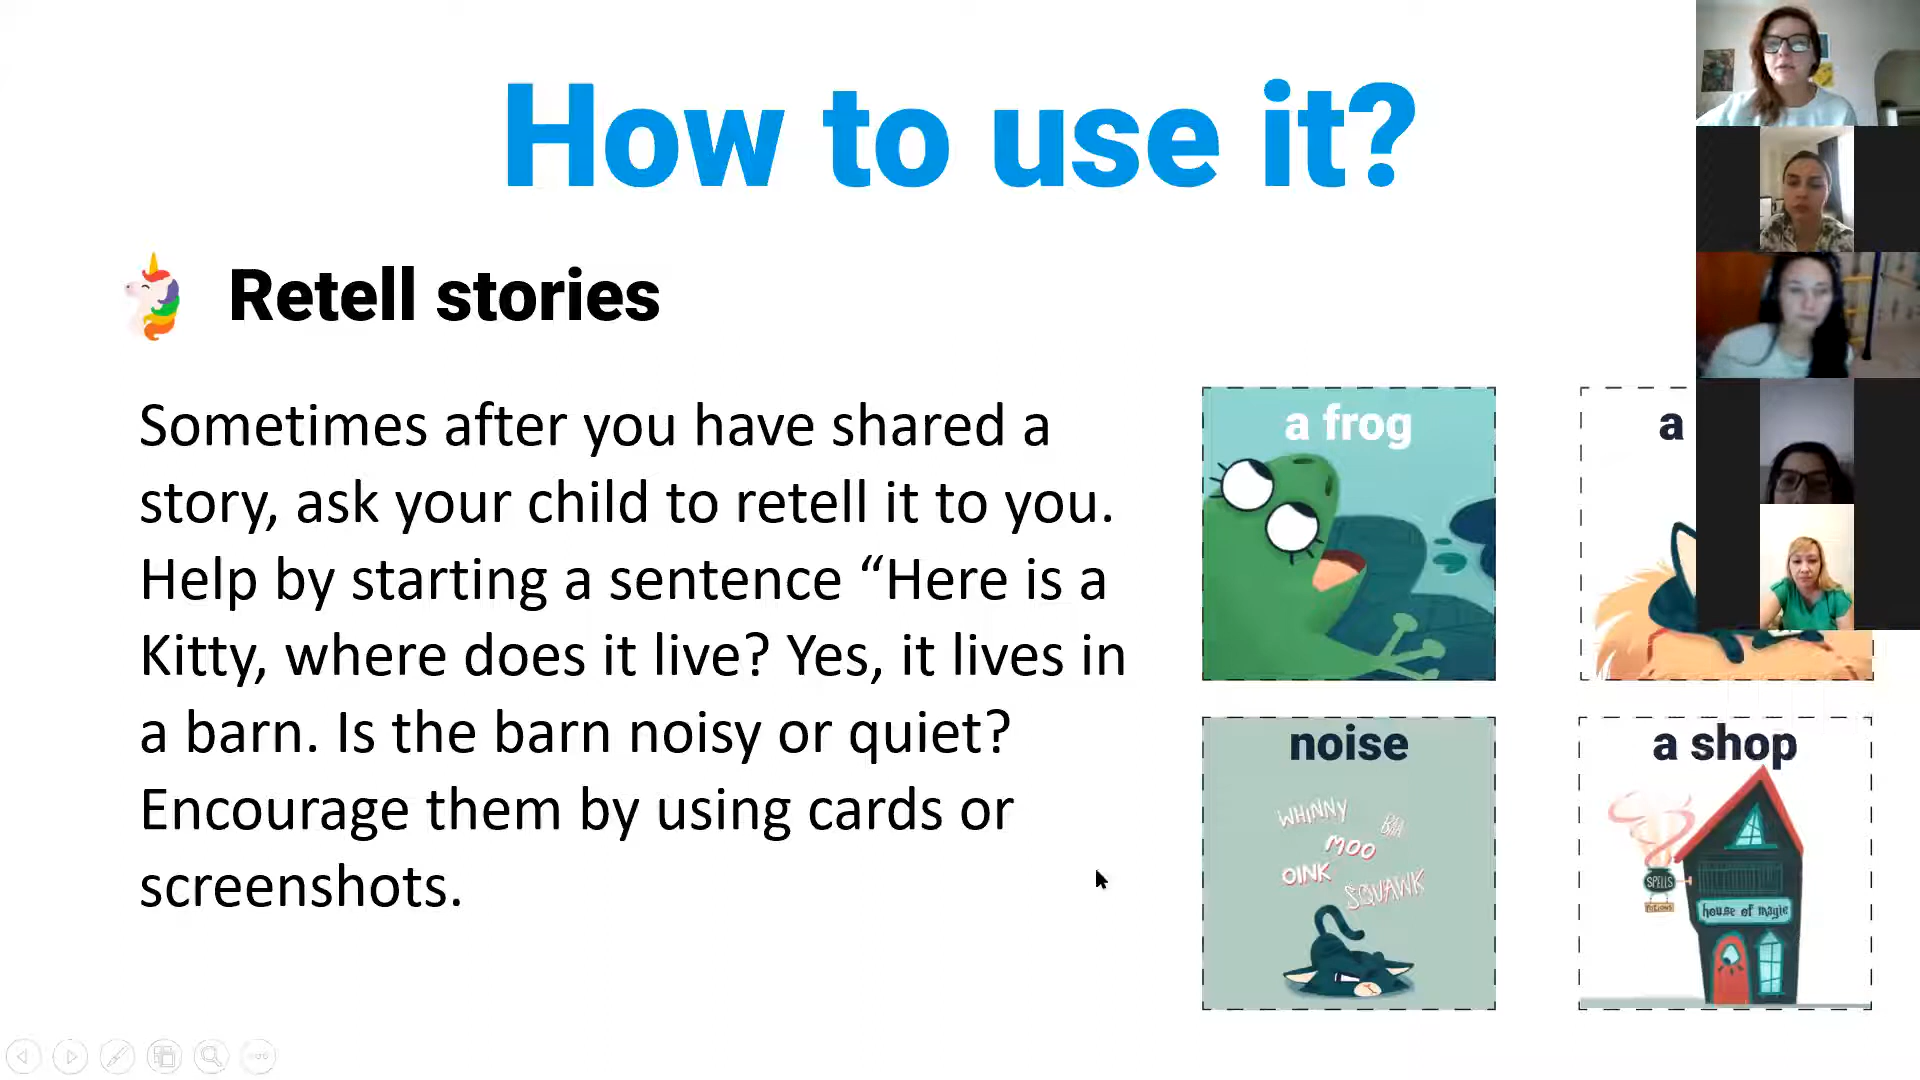 How to use it?
Retell stories
Sometimes after you have shared a
story, ask your child to retell it to you.
Help by starting a sentence “Here is a
Kitty, where does it live? Yes, it lives in
a barn. Is the barn noisy or quiet?
Encourage them by using cards or
screenshots.
a frog
a
noise
WHINNY
BAA
MOO
OINK
SQUAWK
a shop
SPELLS
POTIONS
house of magic